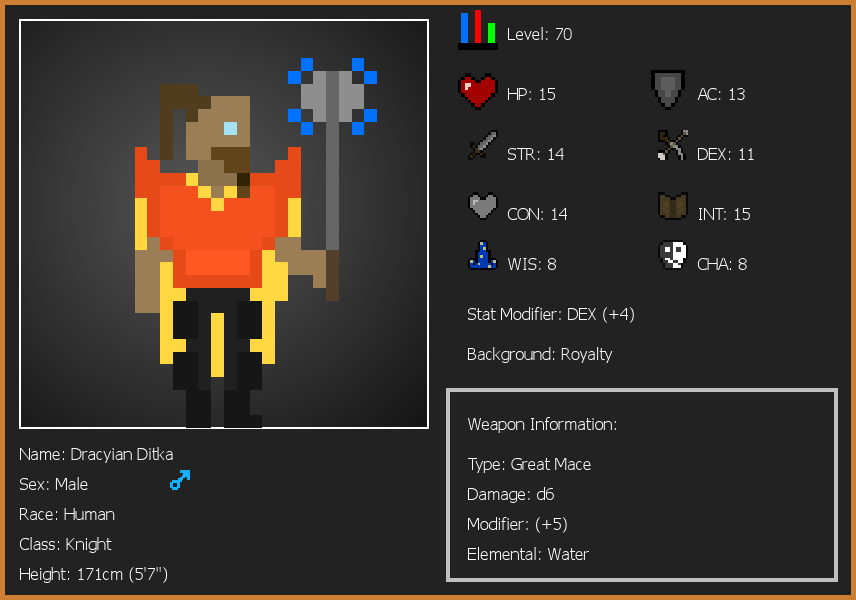 Level: 70
HP: 15
AC: 13
STR: 14
DEX: 11
CON: 14
INT: 15
WIS: 8
CHA: 8
Stat Modifier: DEX (+4)
Background: Royalty
Weapon Information:
Type: Great Mace
Damage: d6
Modifier: (+5)
Elemental: Water
Name: Dracyian Ditka
Sex: Male
Race: Human
Class: Knight
Height: 171cm (5'7")